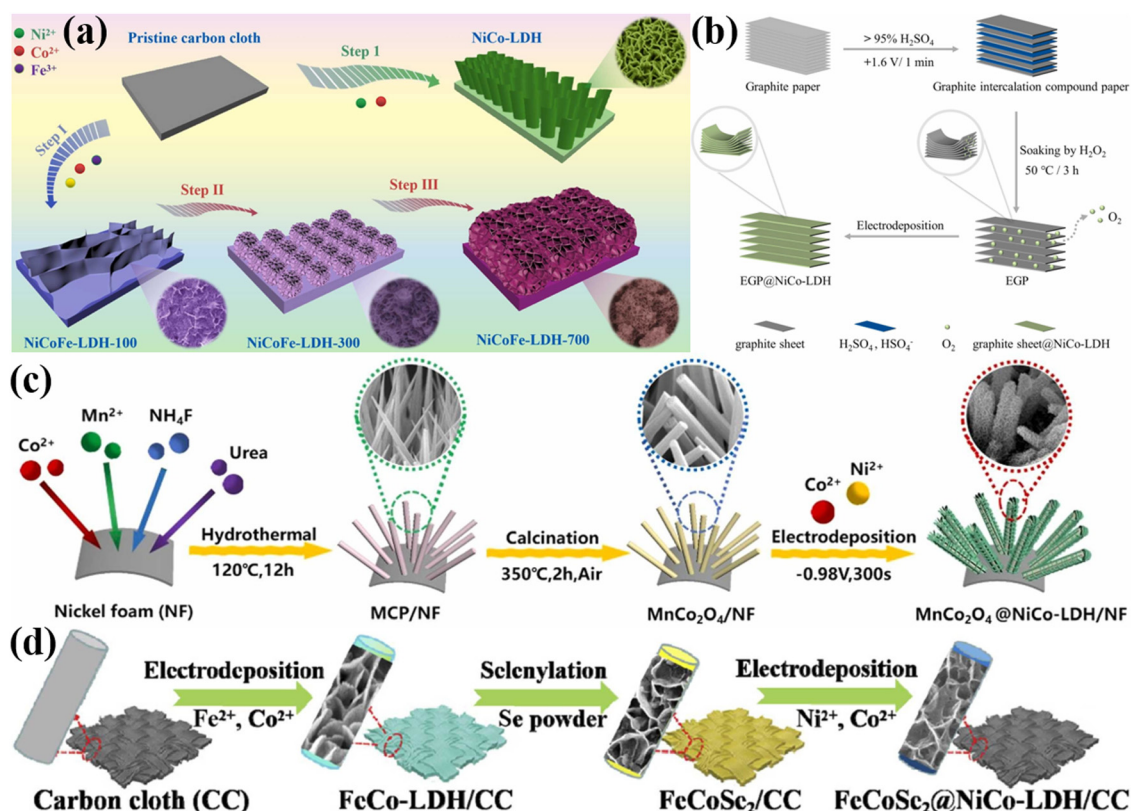 (a)
Ni²⁺
Co²⁺
Fe³⁺
Pristine carbon cloth
Step 1
NiCo-LDH
Step I
Step II
Step III
NiCoFe-LDH-100
NiCoFe-LDH-300
NiCoFe-LDH-700
(b)
> 95% H₂SO₄
+1.6 V/ 1 min
Graphite paper
Graphite intercalation compound paper
Soaking by H₂O₂
50 °C / 3 h
O₂
Electrodeposition
EGP@NiCo-LDH
EGP
graphite sheet
H₂SO₄ , HSO₄⁻
O₂
graphite sheet@NiCo-LDH
(c)
Co²⁺
Mn²⁺
NH₄F
Urea
Nickel foam (NF)
Hydrothermal
120℃,12h
MCP/NF
Calcination
350℃,2h,Air
MnCo₂O₄/NF
Co²⁺
Ni²⁺
Electrodeposition
-0.98V,300s
MnCo₂O₄ @NiCo-LDH/NF
(d)
Electrodeposition
Fe²⁺, Co²⁺
Selenylation
Se powder
Electrodeposition
Ni²⁺, Co²⁺
Carbon cloth (CC)
FeCo-LDH/CC
FeCoSe₂/CC
FeCoSe₂@NiCo-LDH/CC